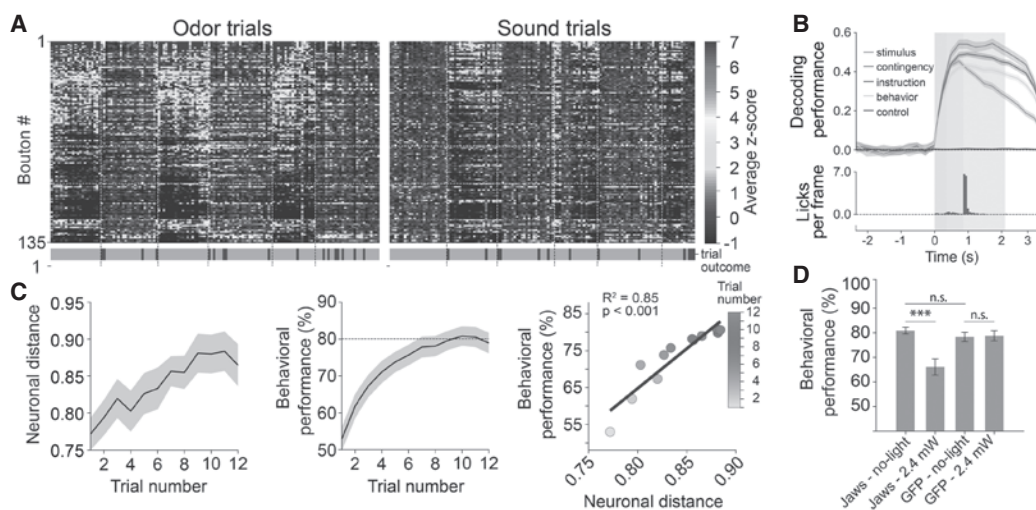 A
Odor trials
Sound trials
1
Bouton #
135
1
7
6
5
4
3
2
1
0
-1
Average z-score
trial
outcome
B
0.6
0.4
0.2
0.0
Decoding
performance
stimulus
contingency
instruction
behavior
control
7.0
0.0
Licks
per frame
-2 -1 0 1 2 3
Time (s)
C
0.95
0.90
0.85
0.80
0.75
Neuronal distance
2 4 6 8 10 12
Trial number
90
80
70
60
50
Behavioral
performance (%)
2 4 6 8 10 12
Trial number
R² = 0.85
p < 0.001
Trial
number
12
10
8
6
4
2
85
75
65
55
Behavioral
performance (%)
0.75 0.80 0.85 0.90
Neuronal distance
D
100
90
80
70
60
50
Behavioral
performance (%)
n.s.
***
n.s.
Jaws - no-light
Jaws - 2.4 mW
GFP - no-light
GFP - 2.4 mW